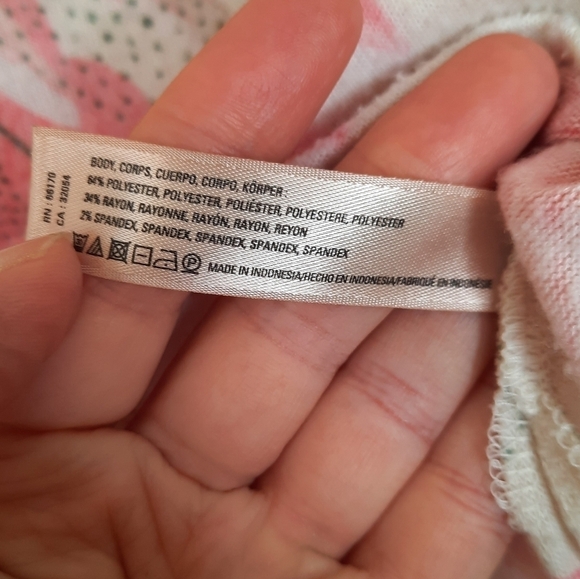 RN : 66170
CA : 32054
BODY, CORPS, CUERPO, CORPO, KÖRPER
64% POLYESTER, POLYESTER, POLIÉSTER, POLYESTERE, POLYESTER
34% RAYON, RAYONNE, RAYÓN, RAYON, REYON
2% SPANDEX, SPANDEX, SPANDEX, SPANDEX, SPANDEX
P MADE IN INDONESIA/HECHO EN INDONESIA/FABRIQUÉ EN INDONÉSIE